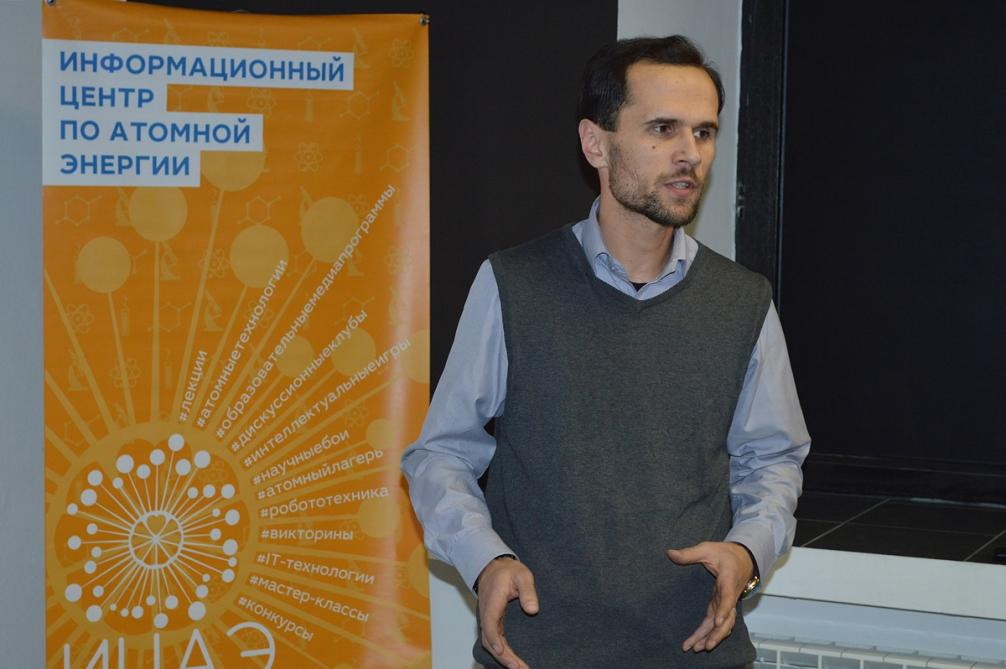 ИНФОРМАЦИОННЫЙ
ЦЕНТР
ПО АТОМНОЙ
ЭНЕРГИИ
#лекции
#атомныетехнологии
#образовательныемедиапрограммы
#дискуссионныеклубы
#интеллектуальныеигры
#научныебои
#атомныйлагерь
#робототехника
#викторины
#IT-технологии
#мастер-классы
#конкурсы
ИЦАЭ